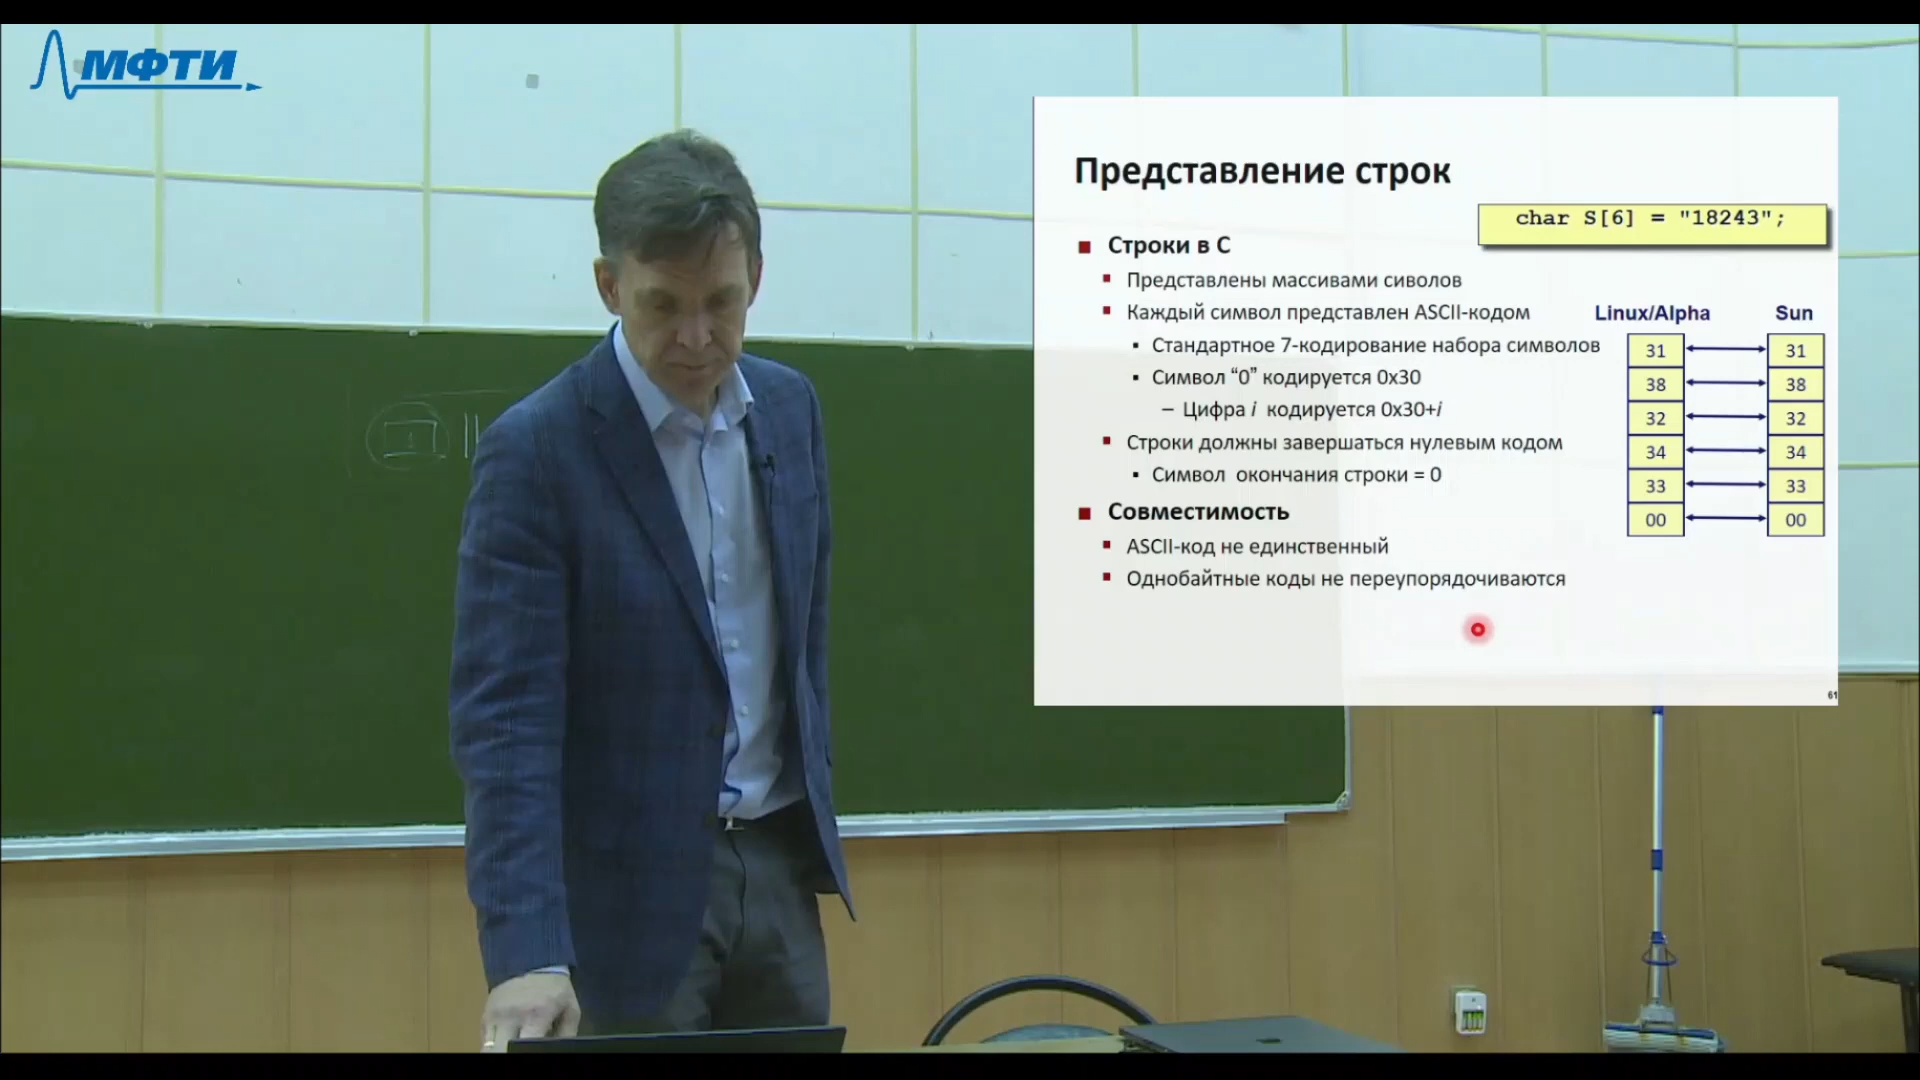 МФТИ
Представление строк
char S[6] = "18243";
■ Строки в С
▪ Представлены массивами сиволов
▪ Каждый символ представлен ASCII-кодом
▪ Стандартное 7-кодирование набора символов
▪ Символ “0” кодируется 0x30
– Цифра i кодируется 0x30+i
▪ Строки должны завершаться нулевым кодом
▪ Символ окончания строки = 0
■ Совместимость
▪ ASCII-код не единственный
▪ Однобайтные коды не переупорядочиваются
Linux/Alpha Sun
31 31
38 38
32 32
34 34
33 33
00 00
61